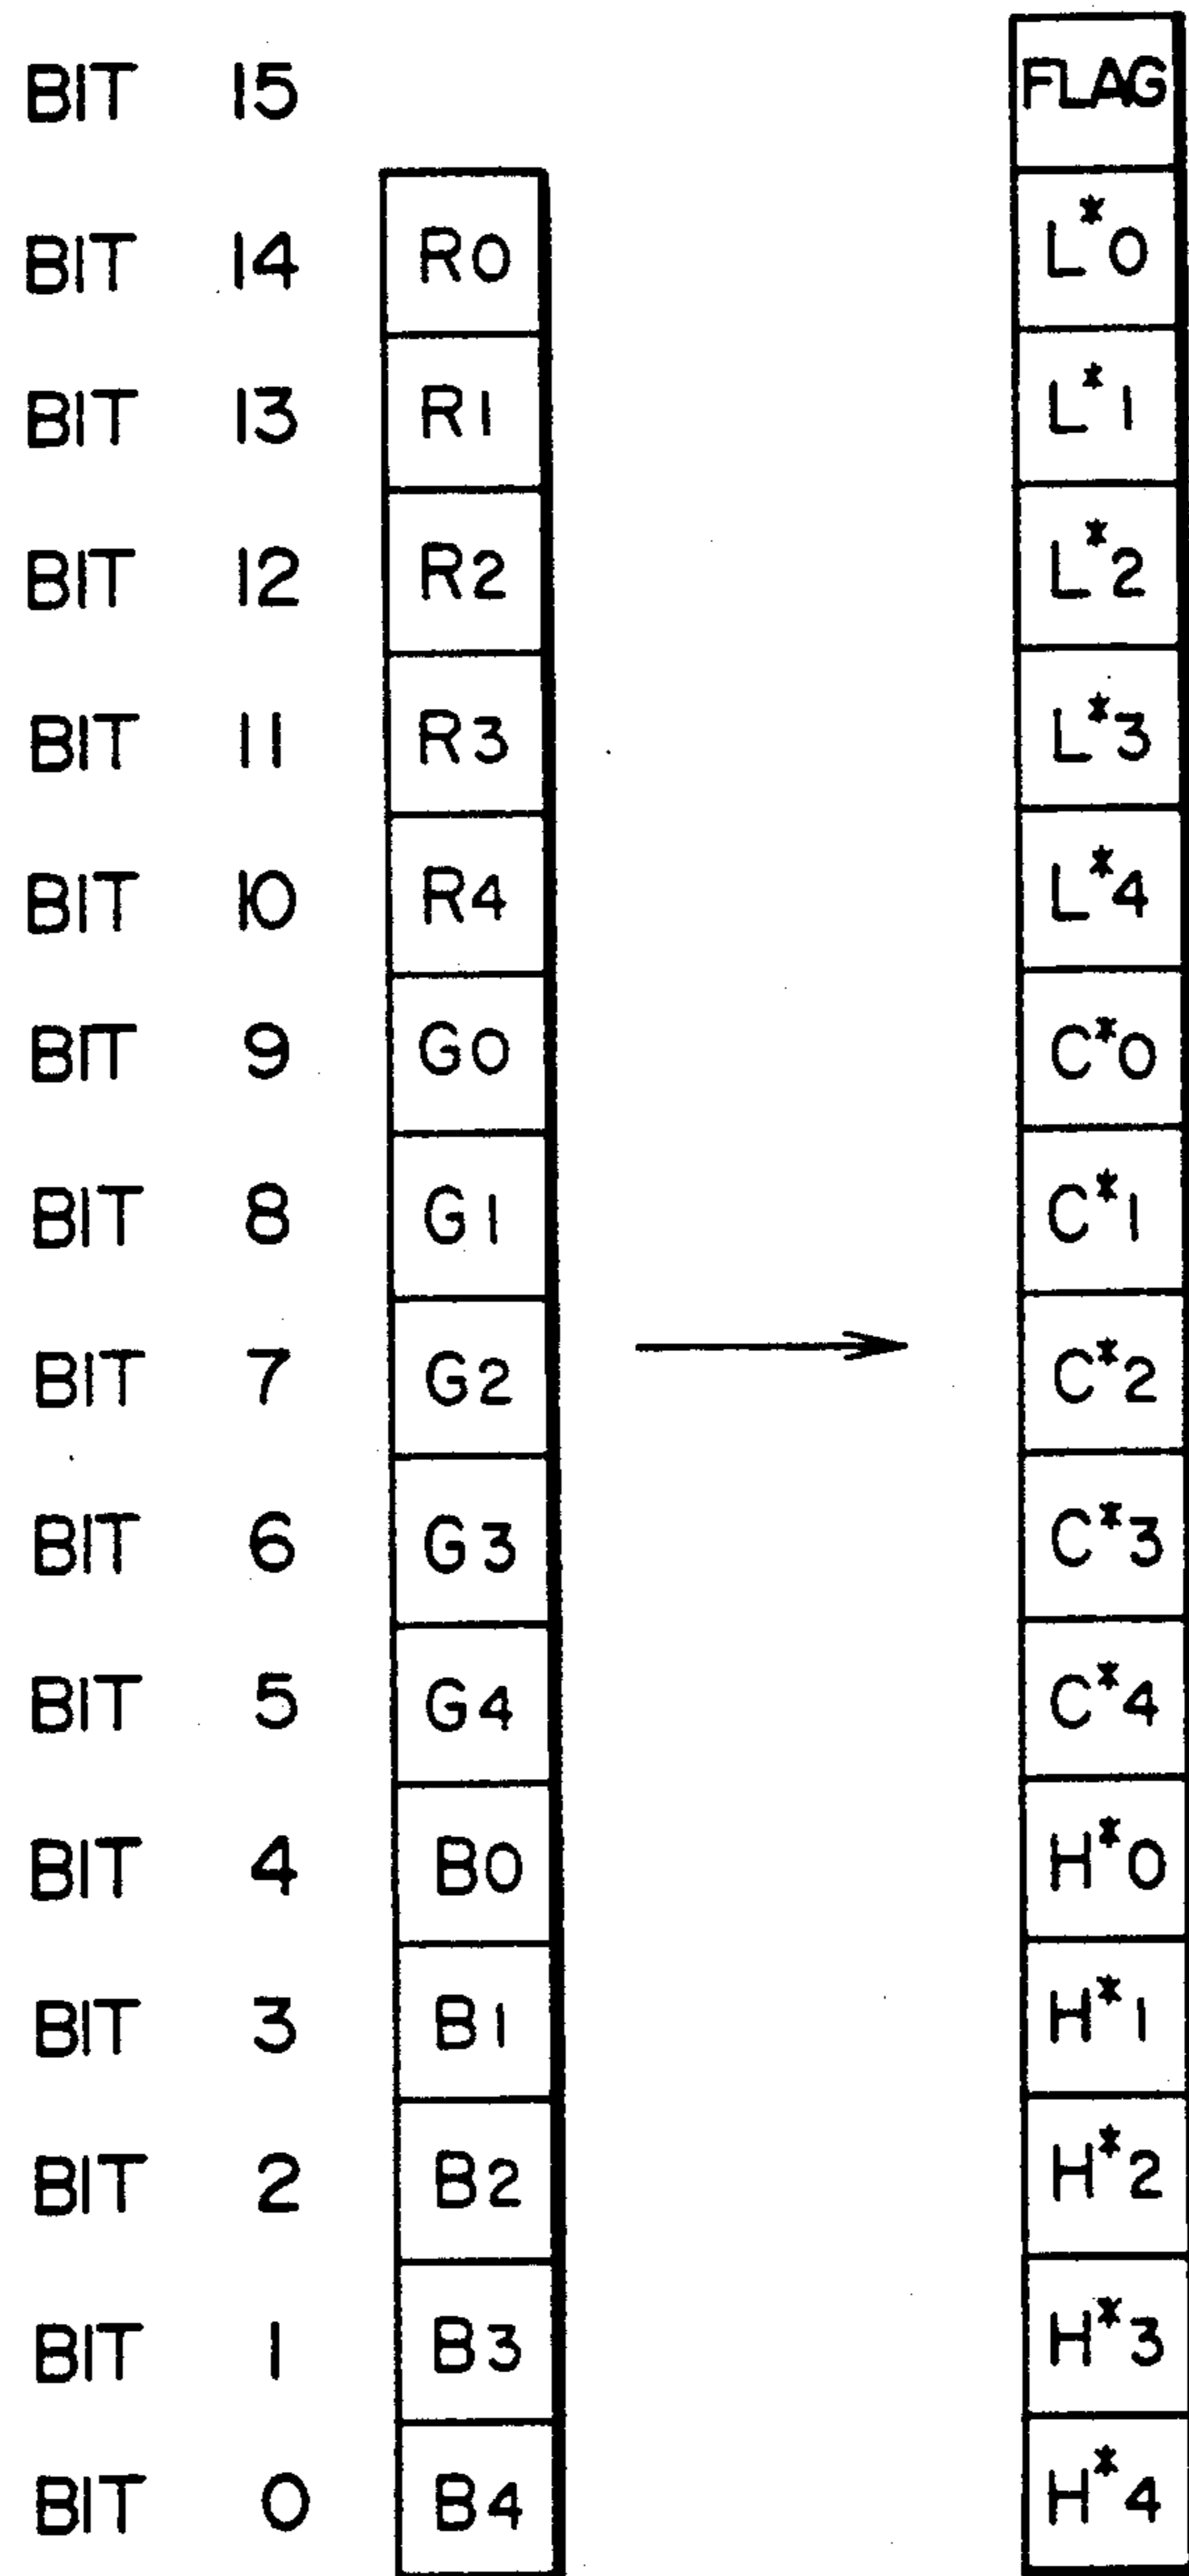 BIT 15 FLAG
BIT 14 R0 L*0
BIT 13 R1 L*1
BIT 12 R2 L*2
BIT 11 R3 L*3
BIT 10 R4 L*4
BIT 9 G0 C*0
BIT 8 G1 C*1
BIT 7 G2 C*2
BIT 6 G3 C*3
BIT 5 G4 C*4
BIT 4 B0 H*0
BIT 3 B1 H*1
BIT 2 B2 H*2
BIT 1 B3 H*3
BIT 0 B4 H*4